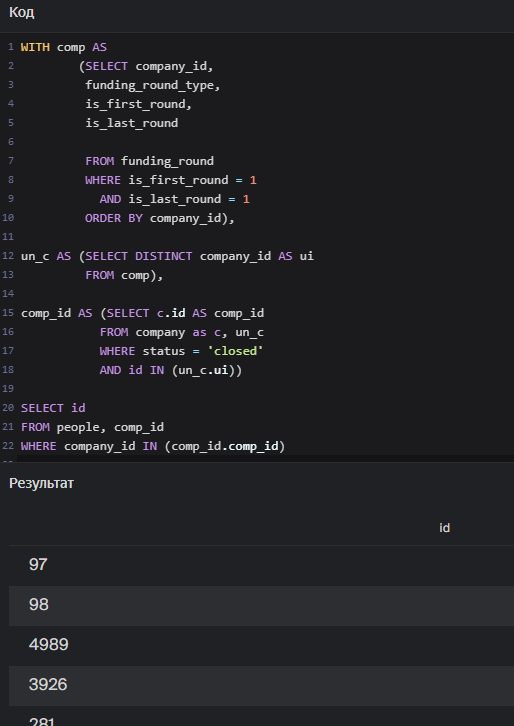 Код
1 WITH comp AS
2 (SELECT company_id,
3 funding_round_type,
4 is_first_round,
5 is_last_round
6
7 FROM funding_round
8 WHERE is_first_round = 1
9 AND is_last_round = 1
10 ORDER BY company_id),
11
12 un_c AS (SELECT DISTINCT company_id AS ui
13 FROM comp),
14
15 comp_id AS (SELECT c.id AS comp_id
16 FROM company as c, un_c
17 WHERE status = 'closed'
18 AND id IN (un_c.ui))
19
20 SELECT id
21 FROM people, comp_id
22 WHERE company_id IN (comp_id.comp_id)
Результат
id
97
98
4989
3926
281